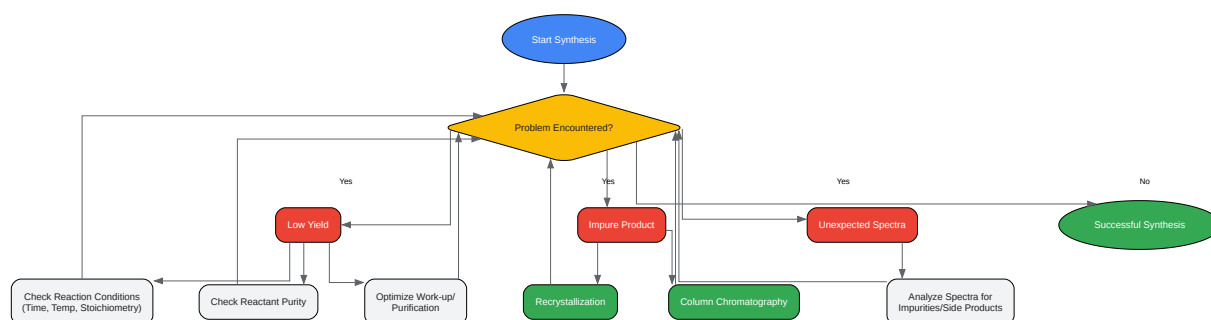 Start Synthesis
Problem Encountered?
Yes
Yes
Yes
No
Low Yield
Impure Product
Unexpected Spectra
Successful Synthesis
Check Reaction Conditions
(Time, Temp, Stoichiometry)
Check Reactant Purity
Optimize Work-up/
Purification
Recrystallization
Column Chromatography
Analyze Spectra for
Impurities/Side Products